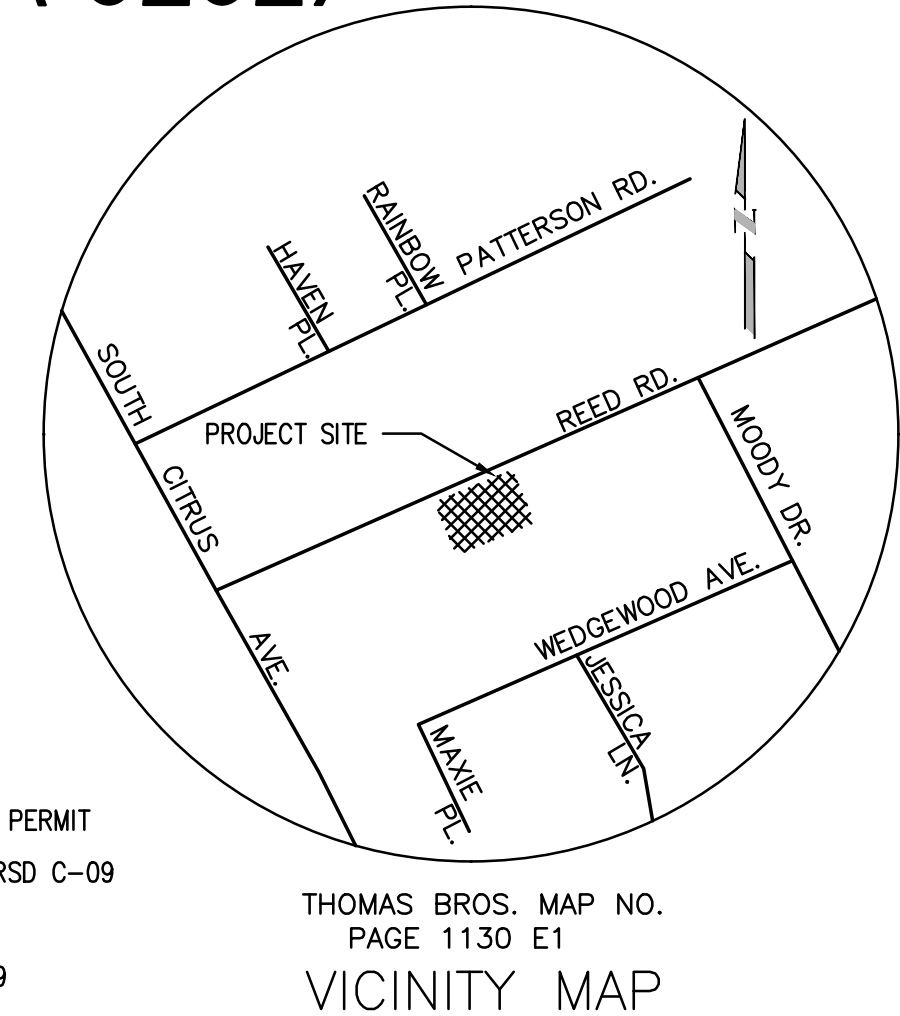 RAINBOW
PL.
PATTERSON RD.
HAVEN
PL.
N
SOUTH
REED RD.
PROJECT SITE
MOODY DR.
CITRUS
WEDGEWOOD AVE.
AVE.
JESSICA
LN.
MAXIE
PL.
PERMIT
RSD C-09
THOMAS BROS. MAP NO.
PAGE 1130 E1
9
VICINITY MAP